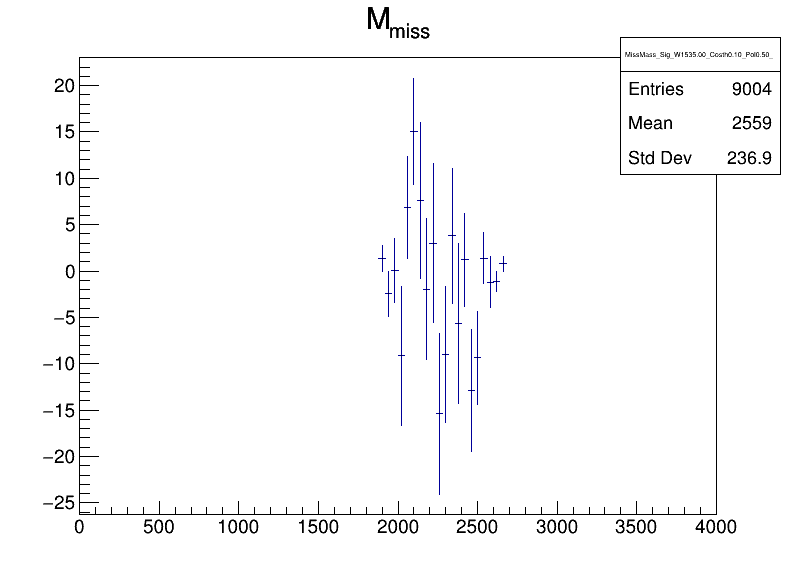 M_miss
MissMass_Sig_W1535.00_Costh0.10_Pol0.50_
Entries 9004
Mean 2559
Std Dev 236.9
20
15
10
5
0
−5
−10
−15
−20
−25
0 500 1000 1500 2000 2500 3000 3500 4000